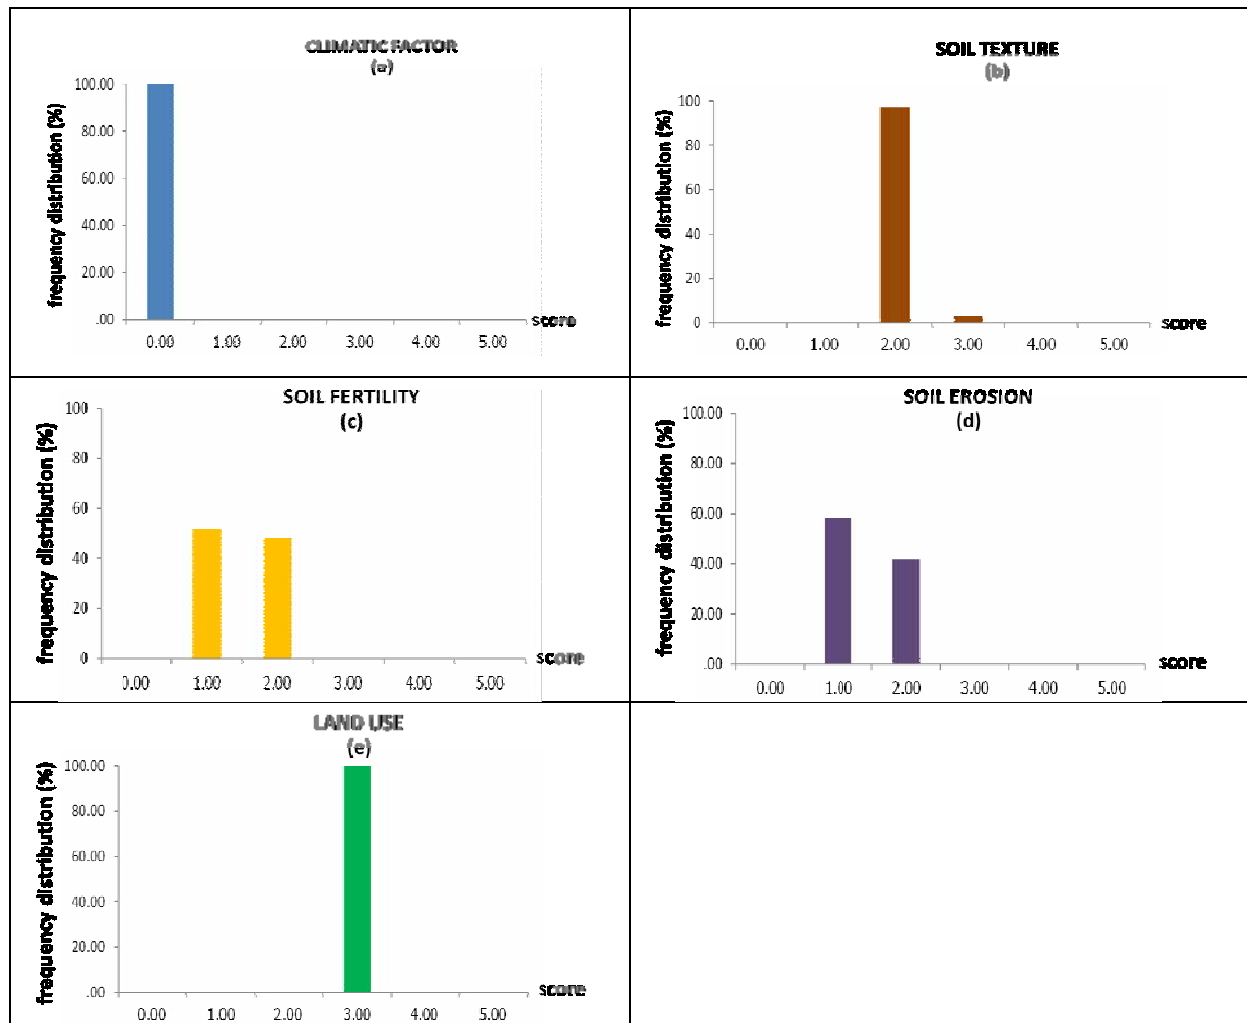 CLIMATIC FACTOR
(a)
frequency distribution (%)
100.00
80.00
60.00
40.00
20.00
.00
score
0.00 1.00 2.00 3.00 4.00 5.00
SOIL TEXTURE
(b)
frequency distribution (%)
100
80
60
40
20
0
score
0.00 1.00 2.00 3.00 4.00 5.00
SOIL FERTILITY
(c)
frequency distribution (%)
100
80
60
40
20
0
score
0.00 1.00 2.00 3.00 4.00 5.00
SOIL EROSION
(d)
frequency distribution (%)
100.00
80.00
60.00
40.00
20.00
.00
score
0.00 1.00 2.00 3.00 4.00 5.00
LAND USE
(e)
frequency distribution (%)
100.00
80.00
60.00
40.00
20.00
.00
score
0.00 1.00 2.00 3.00 4.00 5.00